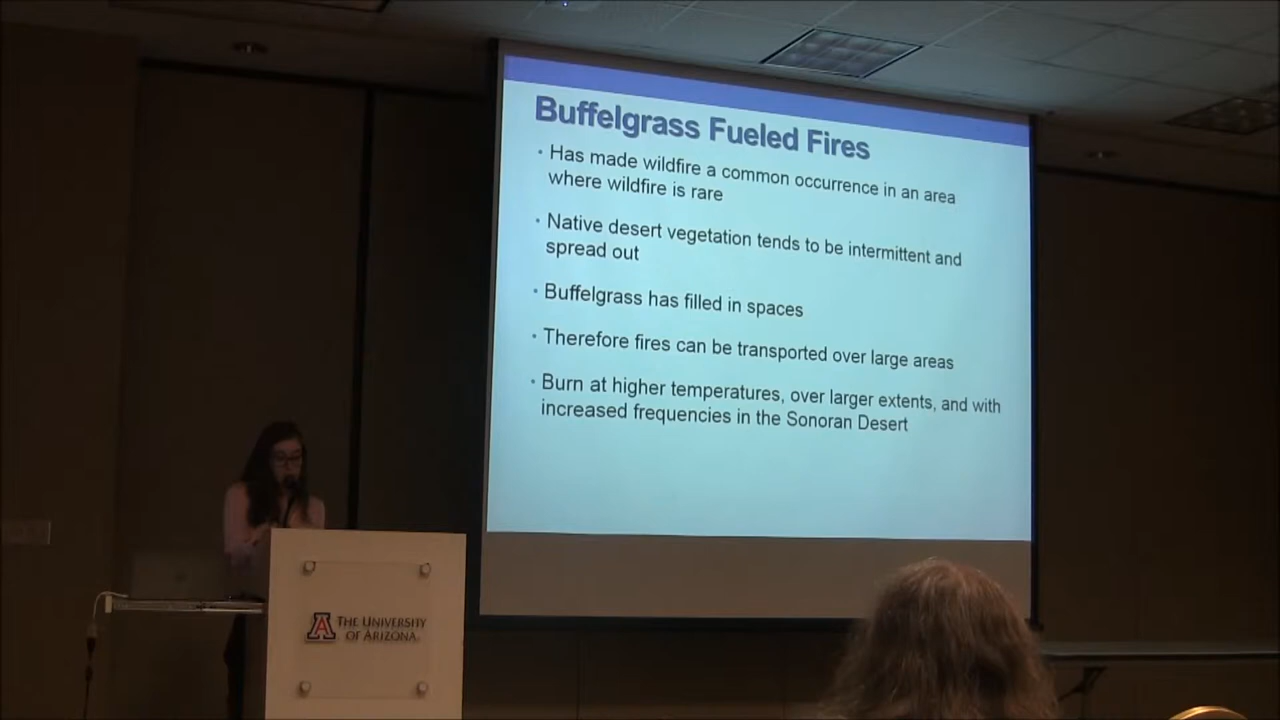 Buffelgrass Fueled Fires
• Has made wildfire a common occurrence in an area
where wildfire is rare
• Native desert vegetation tends to be intermittent and
spread out
• Buffelgrass has filled in spaces
• Therefore fires can be transported over large areas
• Burn at higher temperatures, over larger extents, and with
increased frequencies in the Sonoran Desert
A
THE UNIVERSITY
OF ARIZONA